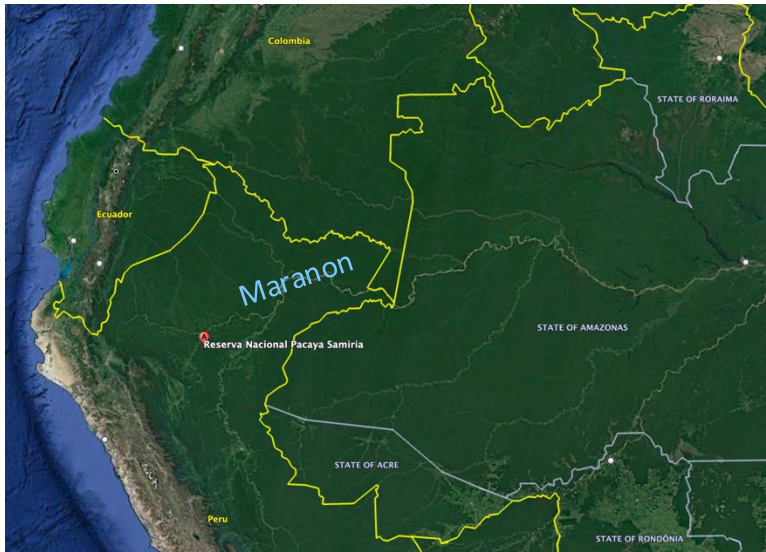 Colombia
STATE OF RORAIMA
Ecuador
Maranon
STATE OF AMAZONAS
A
Reserva Nacional Pacaya Samiria
STATE OF ACRE
Peru
STATE OF RONDÔNIA